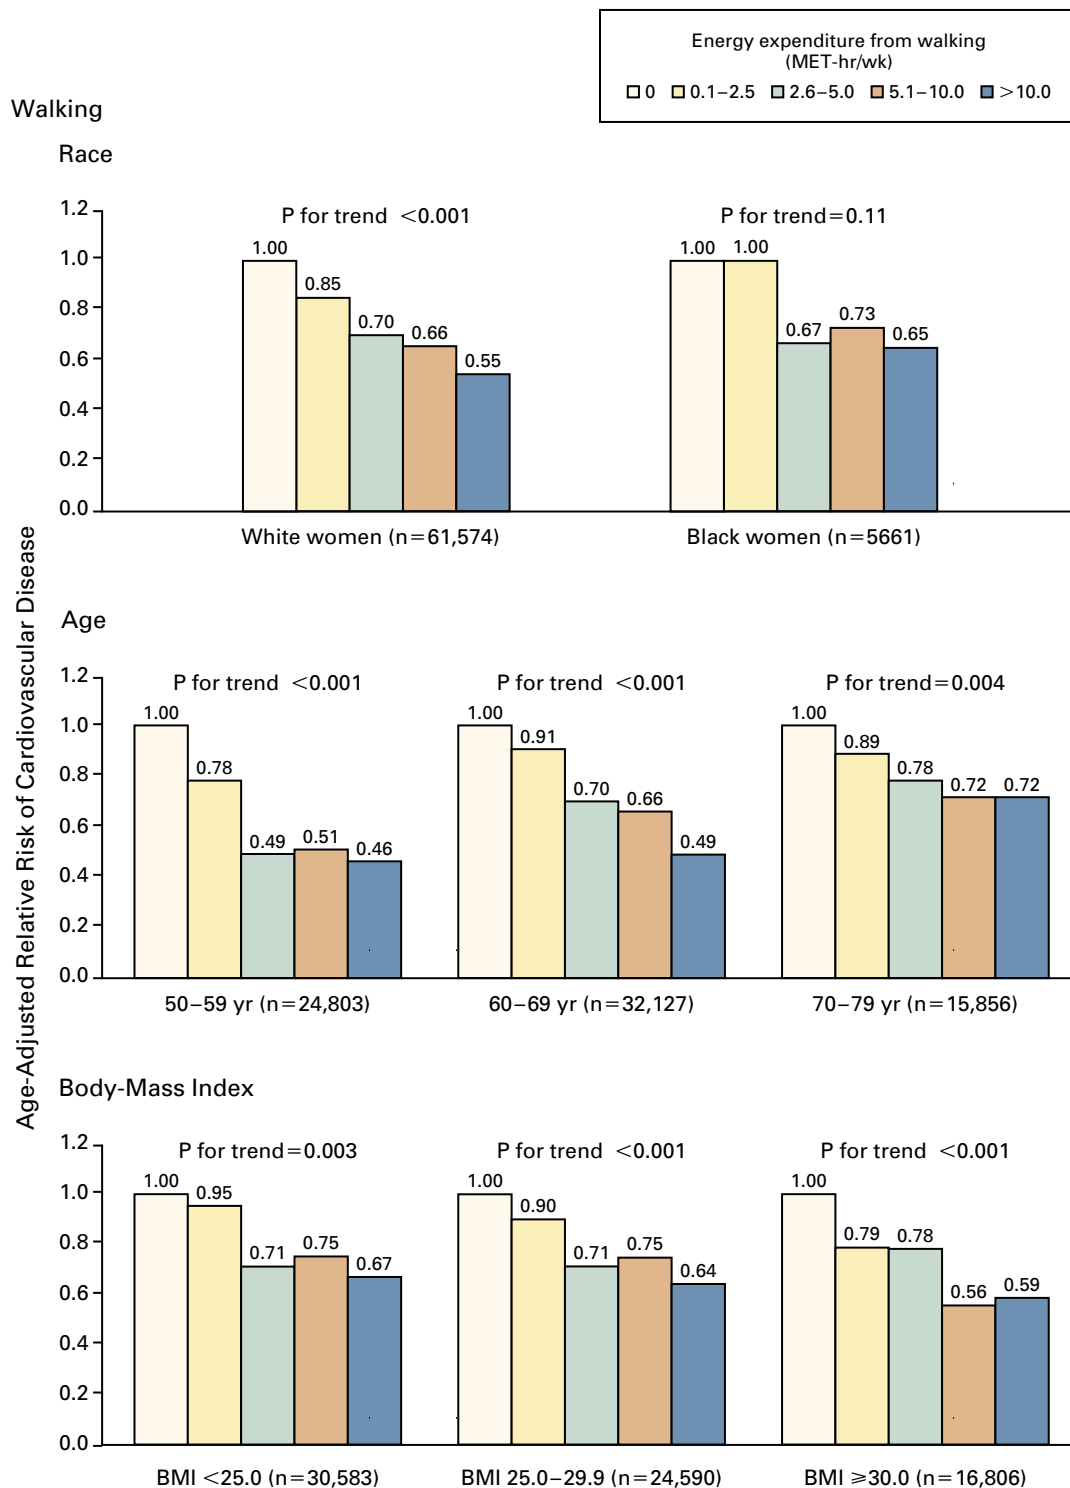 Energy expenditure from walking
(MET-hr/wk)
0 0.1–2.5 2.6–5.0 5.1–10.0 >10.0
Walking
Race
Age-Adjusted Relative Risk of Cardiovascular Disease
1.2
1.0
0.8
0.6
0.4
0.2
0.0
P for trend <0.001
1.00
0.85
0.70
0.66
0.55
White women (n=61,574)
P for trend=0.11
1.00
1.00
0.67
0.73
0.65
Black women (n=5661)
Age
1.2
1.0
0.8
0.6
0.4
0.2
0.0
P for trend <0.001
1.00
0.78
0.49
0.51
0.46
50–59 yr (n=24,803)
P for trend <0.001
1.00
0.91
0.70
0.66
0.49
60–69 yr (n=32,127)
P for trend=0.004
1.00
0.89
0.78
0.72
0.72
70–79 yr (n=15,856)
Body-Mass Index
1.2
1.0
0.8
0.6
0.4
0.2
0.0
P for trend=0.003
1.00
0.95
0.71
0.75
0.67
BMI <25.0 (n=30,583)
P for trend <0.001
1.00
0.90
0.71
0.75
0.64
BMI 25.0–29.9 (n=24,590)
P for trend <0.001
1.00
0.79
0.78
0.56
0.59
BMI ⩾30.0 (n=16,806)